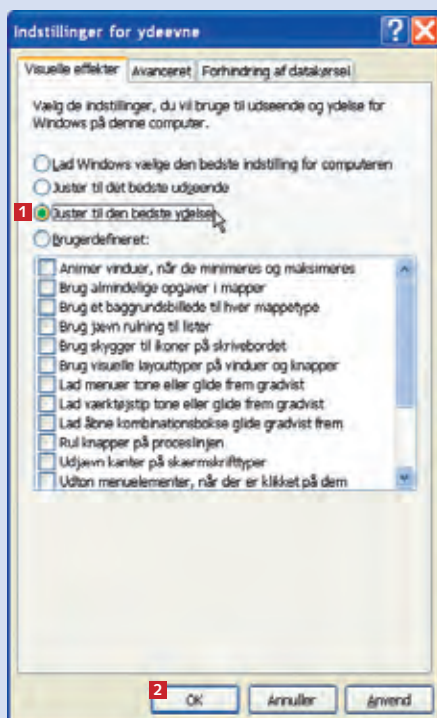 Indstillinger for ydeevne
Visuelle effekter Avanceret Forhindring af datakørsel
Vælg de indstillinger, du vil bruge til udseende og ydelse for
Windows på denne computer.
Lad Windows vælge den bedste indstilling for computeren
Juster til det bedste udseende
1 Juster til den bedste ydelse
Brugerdefineret:
Animer vinduer, når de minimeres og maksimeres
Brug almindelige opgaver i mapper
Brug et baggrundsbillede til hver mappetype
Brug jævn rulning til lister
Brug skygger til ikoner på skrivebordet
Brug visuelle layouttyper på vinduer og knapper
Lad menuer tone eller glide frem gradvist
Lad værktøjstip tone eller glide frem gradvist
Lad åbne kombinationsbokse glide gradvist frem
Rul knapper på proceslinjen
Udjævn kanter på skærmskrifttyper
Udton menuelementer, når der er klikket på dem
2 OK Annuller Anvend